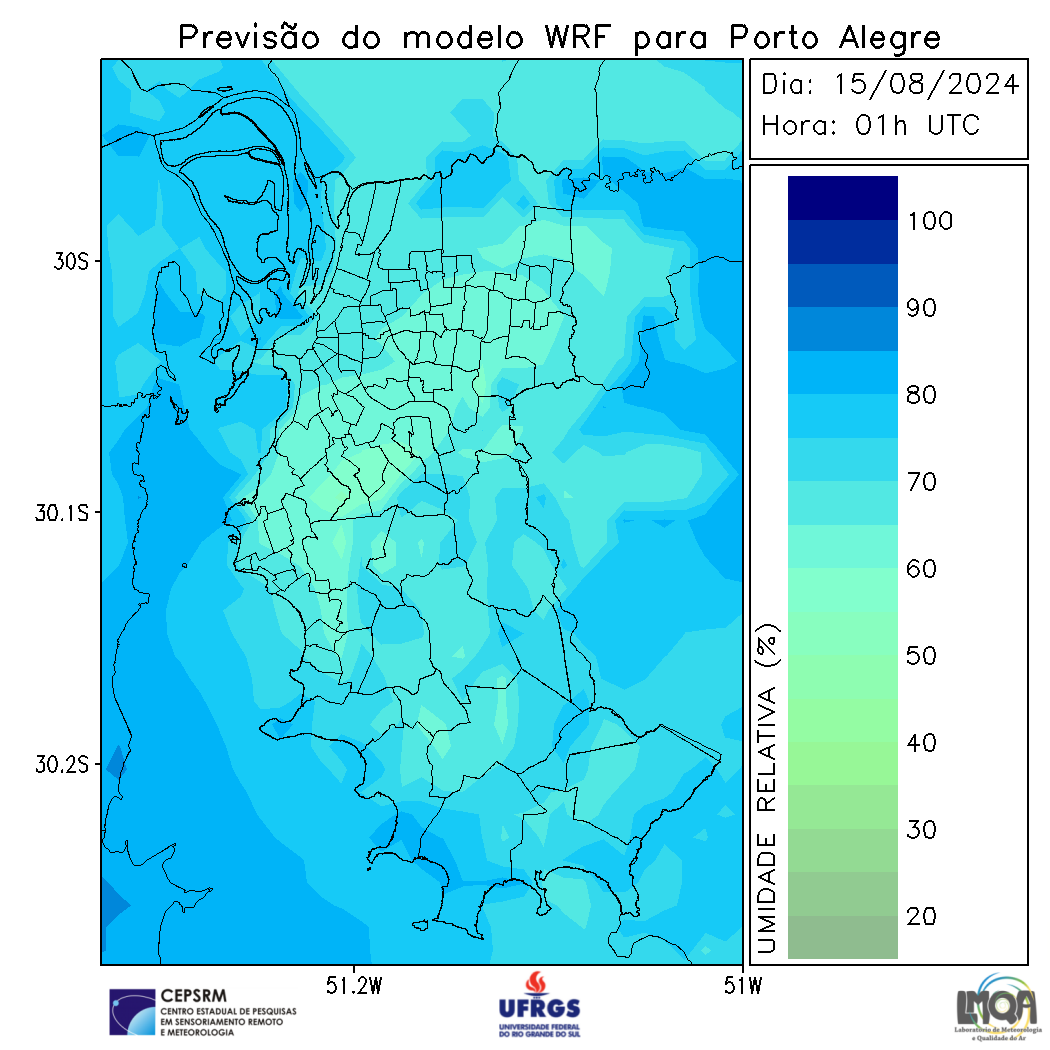 Previsão do modelo WRF para Porto Alegre
Dia: 15/08/2024
Hora: 01h UTC
30S
30.1S
30.2S
51.2W
51W
100
90
80
70
60
50
40
30
20
UMIDADE RELATIVA (%)
CEPSRM
CENTRO ESTADUAL DE PESQUISAS
EM SENSORIAMENTO REMOTO
E METEOROLOGIA
UFRGS
UNIVERSIDADE FEDERAL
DO RIO GRANDE DO SUL
LMQA
Laboratório de Meteorologia
e Qualidade do Ar